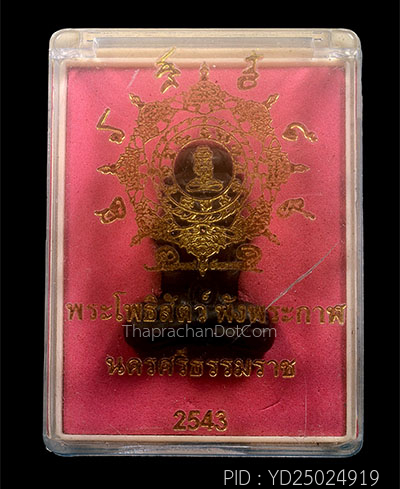 พระโพธิสัตว์ พังพระกาฬ
ThaprachanDotCom
นครศรีธรรมราช
2543
PID : YD25024919